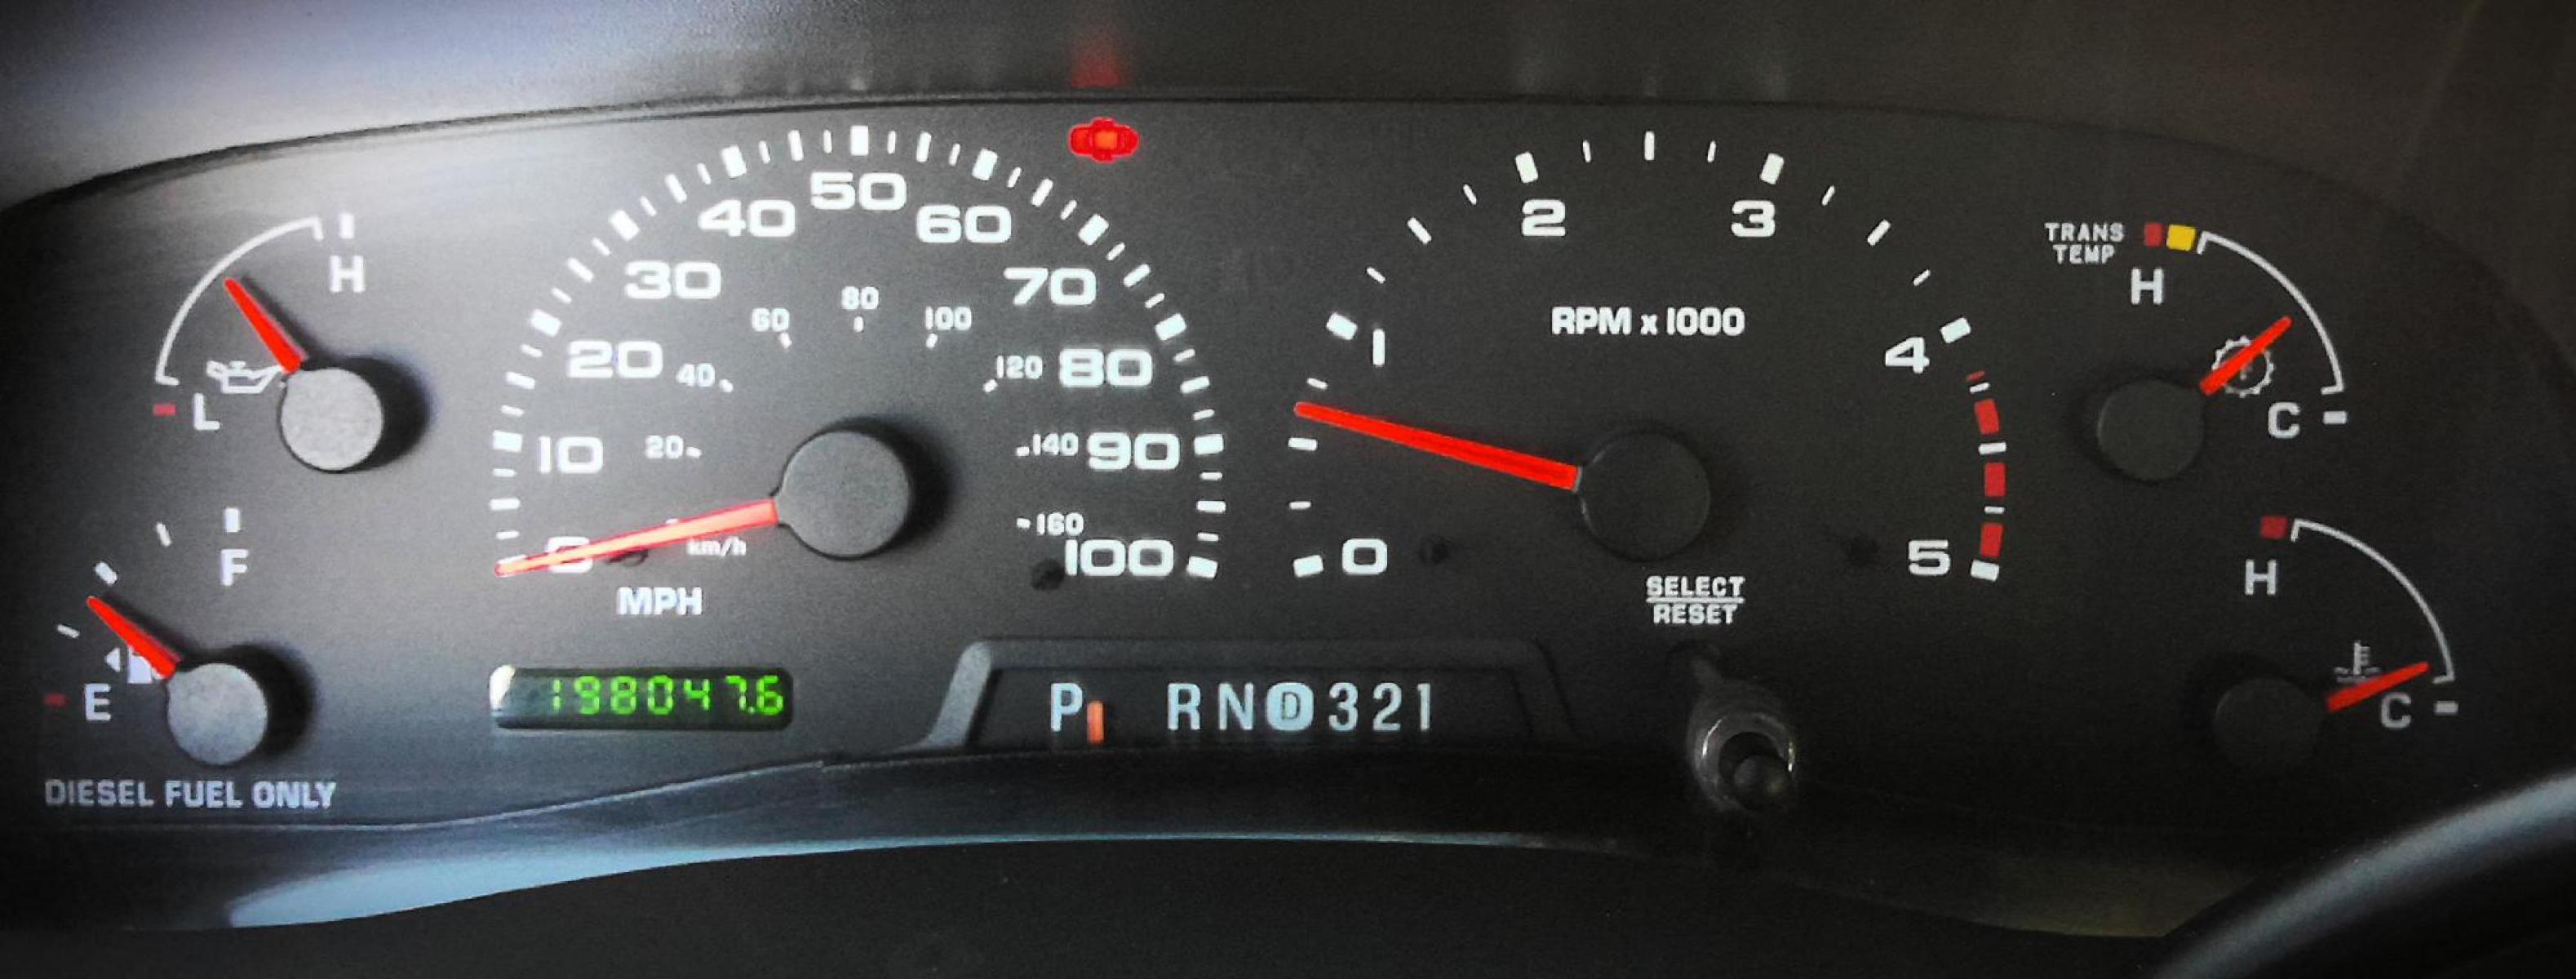 H
L
F
E
DIESEL FUEL ONLY
0 10 20 30 40 50 60 70 80 90 100
20 40 60 80 100 120 140 160
km/h
MPH
198047.6
0 1 2 3 4 5
RPM x 1000
SELECT
RESET
P R N D 3 2 1
TRANS
TEMP
H
C
H
C